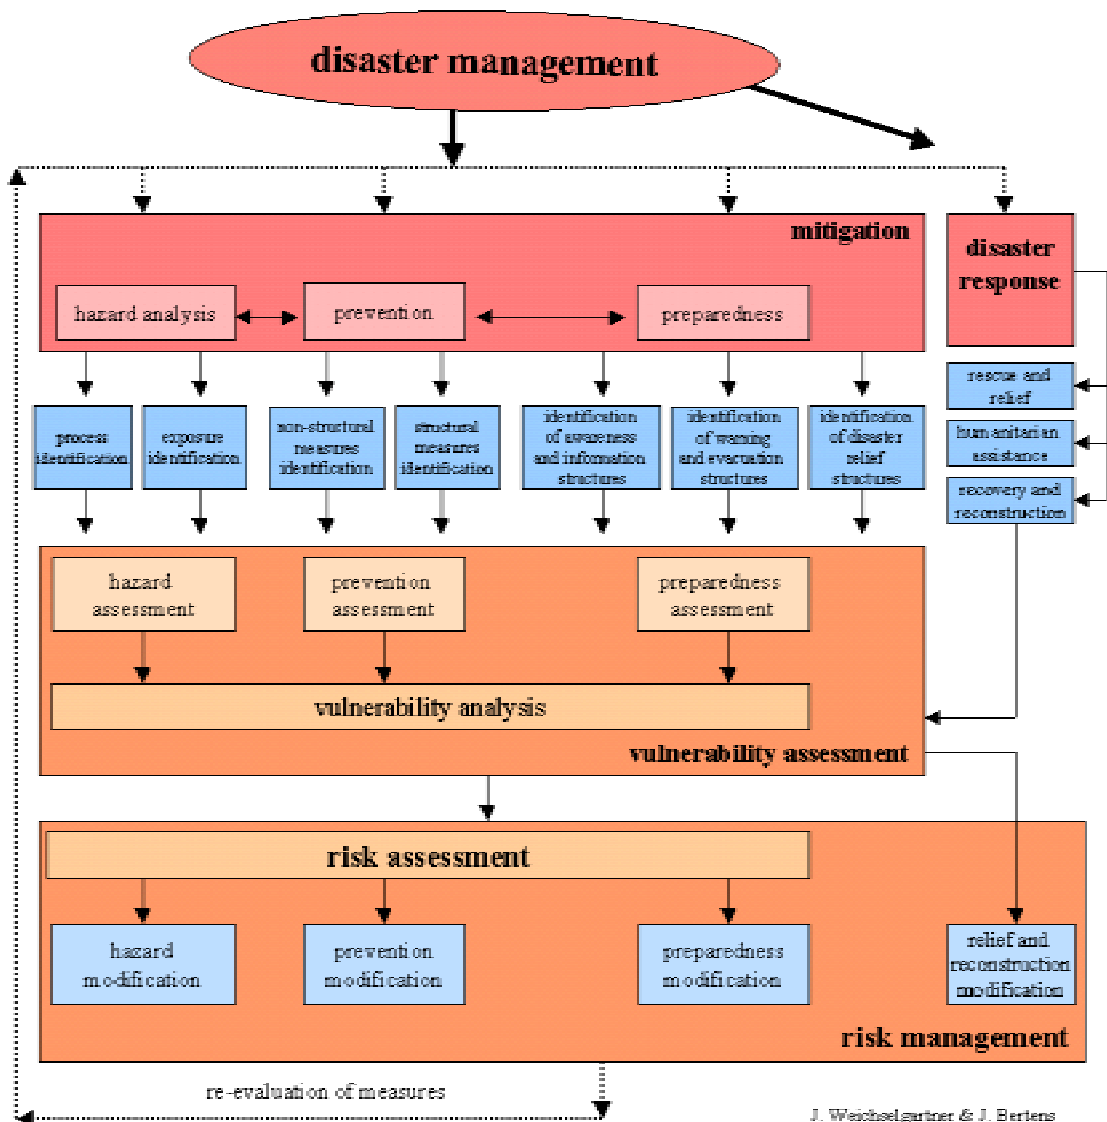 disaster management
mitigation
disaster
response
hazard analysis
prevention
preparedness
rescue and
relief
humanitarian
assistance
recovery and
reconstruction
process
identification
exposure
identification
non-structural
measures
identification
structural
measures
identification
identification
of awareness
and information
structures
identification
of warning
and evacuation
structures
identification
of disaster
relief
structures
hazard
assessment
prevention
assessment
preparedness
assessment
vulnerability analysis
vulnerability assessment
risk assessment
hazard
modification
prevention
modification
preparedness
modification
relief and
reconstruction
modification
risk management
re-evaluation of measures
J. Weichselgartner & J. Bertens